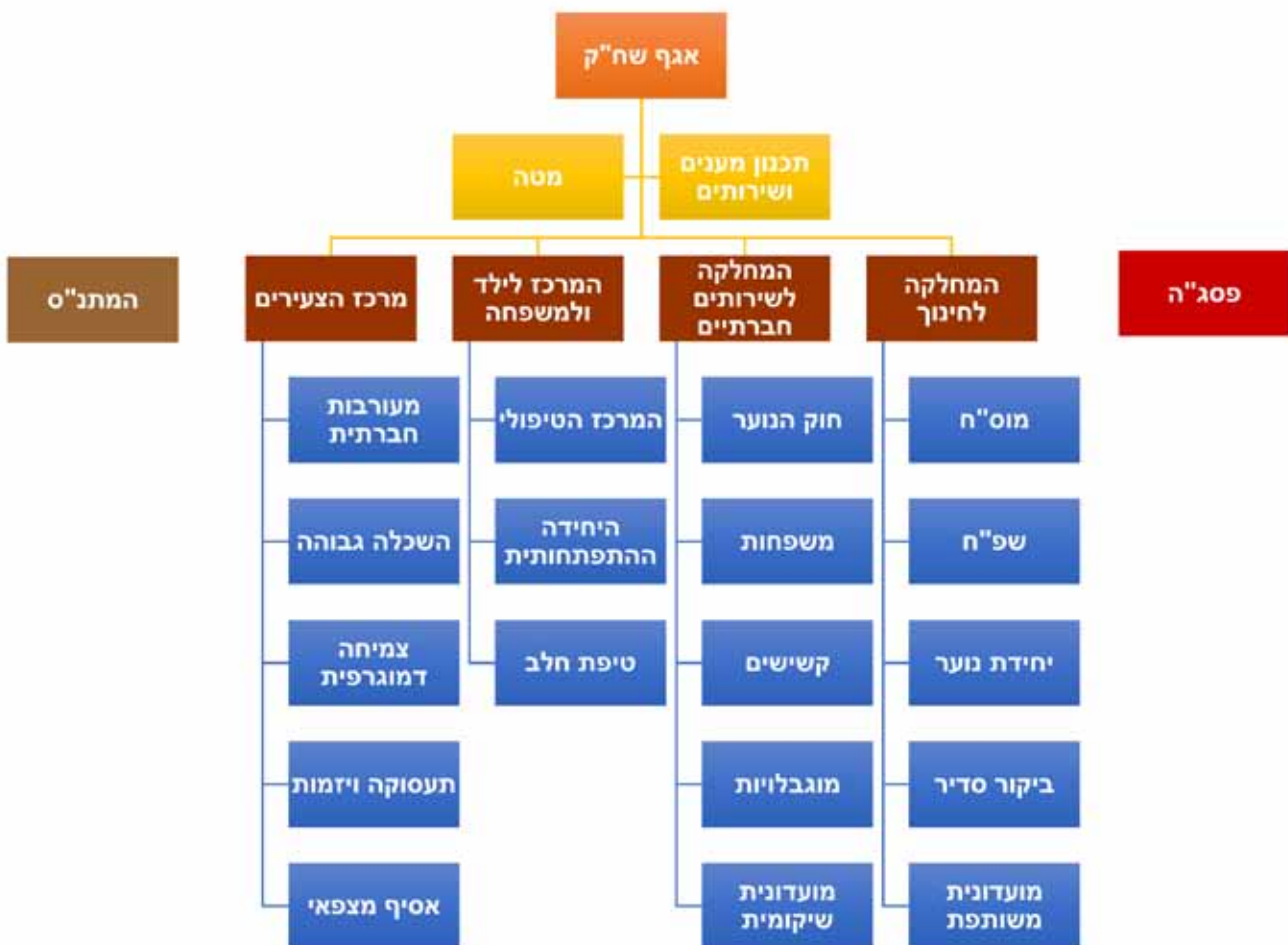 אגף שח"ק
תכנון מענים
ושירותים
מטה
פסג"ה
המחלקה
לחינוך
המחלקה
לשירותים
חברתיים
המרכז לילד
ולמשפחה
מרכז הצעירים
המתנ"ס
מוס"ח
שפ"ח
יחידת נוער
ביקור סדיר
מועדונית
משותפת
חוק הנוער
משפחות
קשישים
מוגבלויות
מועדונית
שיקומית
המרכז הטיפולי
היחידה
ההתפתחותית
טיפת חלב
מעורבות
חברתית
השכלה גבוהה
צמיחה
דמוגרפית
תעסוקה ויזמות
אסיף מצפאי